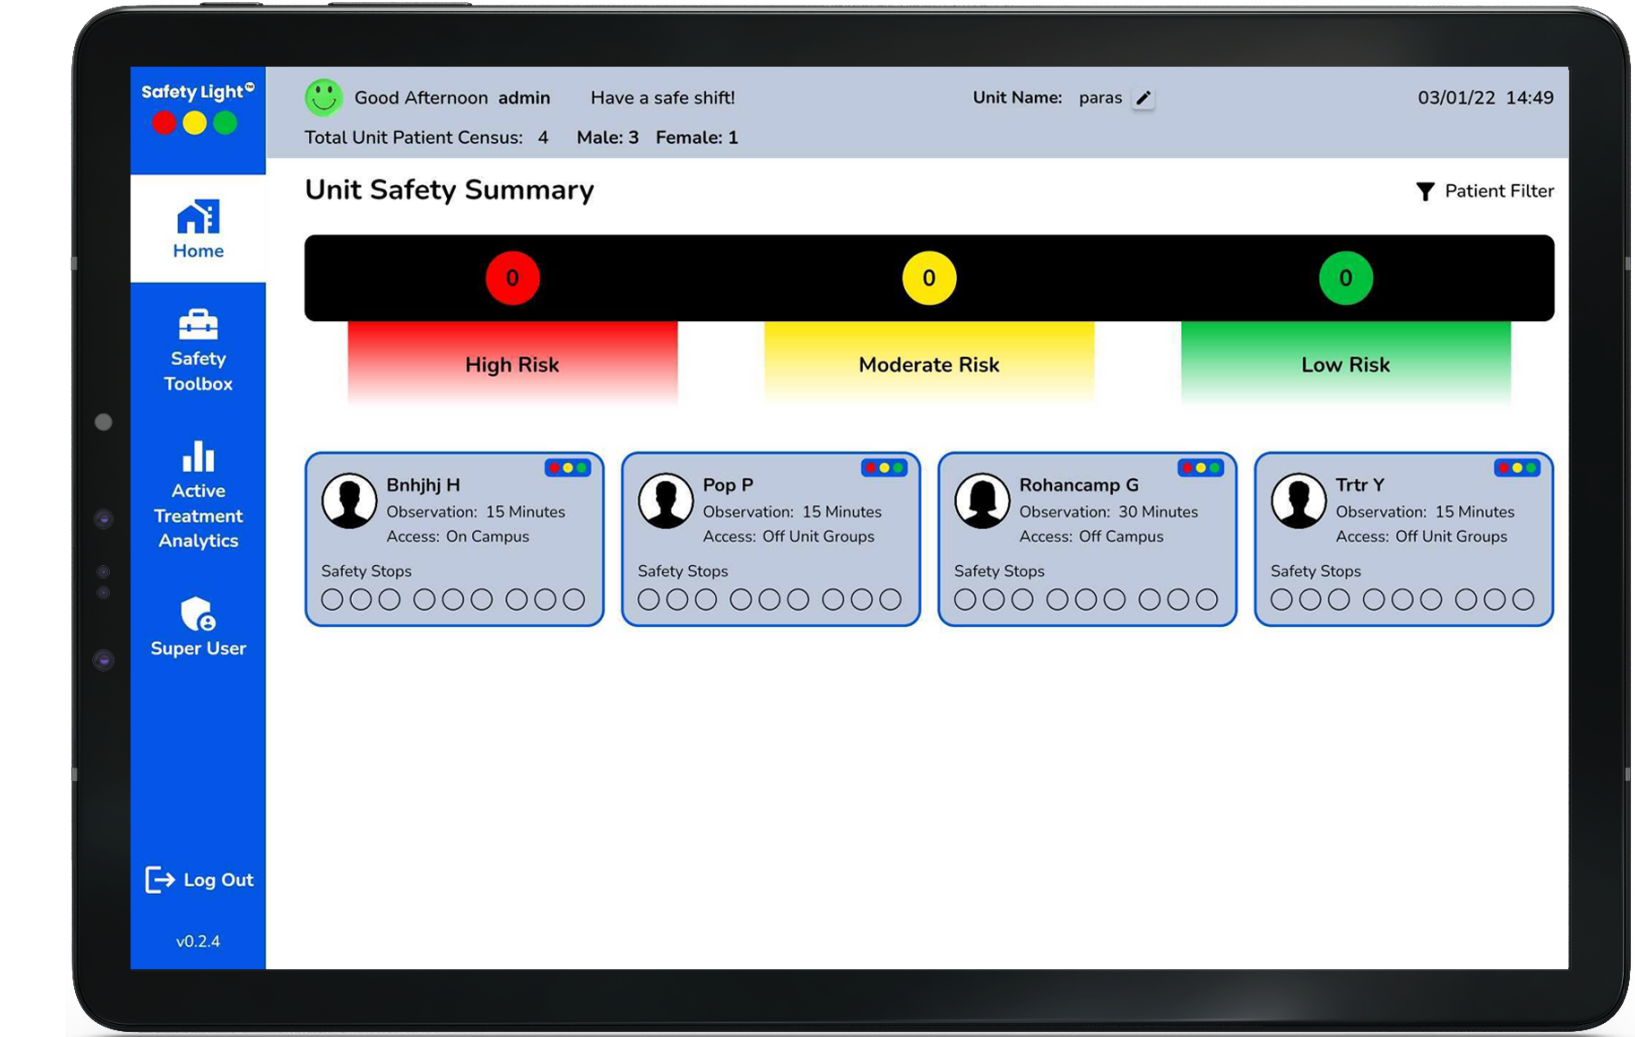 Safety Light™
Good Afternoon admin Have a safe shift!
Unit Name: paras
03/01/22 14:49
Total Unit Patient Census: 4 Male: 3 Female: 1
Home
Safety
Toolbox
Active
Treatment
Analytics
Super User
Log Out
v0.2.4
Unit Safety Summary
Patient Filter
0
0
0
High Risk
Moderate Risk
Low Risk
Bnhjhj H
Observation: 15 Minutes
Access: On Campus
Safety Stops
Pop P
Observation: 15 Minutes
Access: Off Unit Groups
Safety Stops
Rohancamp G
Observation: 30 Minutes
Access: Off Campus
Safety Stops
Trtr Y
Observation: 15 Minutes
Access: Off Unit Groups
Safety Stops